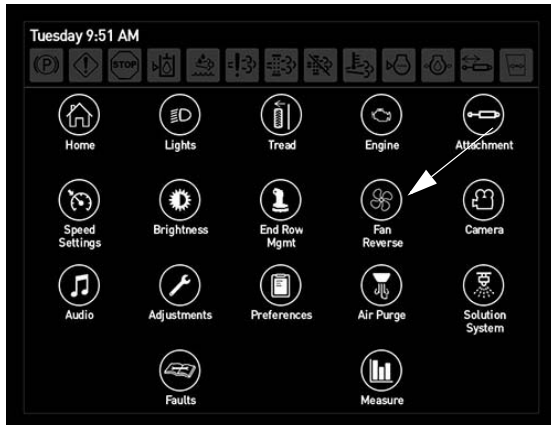 Tuesday 9:51 AM
(P) STOP
Home Lights Tread Engine Attachment
Speed Brightness End Row Fan Camera
Settings Mgmt Reverse
Audio Adjustments Preferences Air Purge Solution
System
Faults Measure